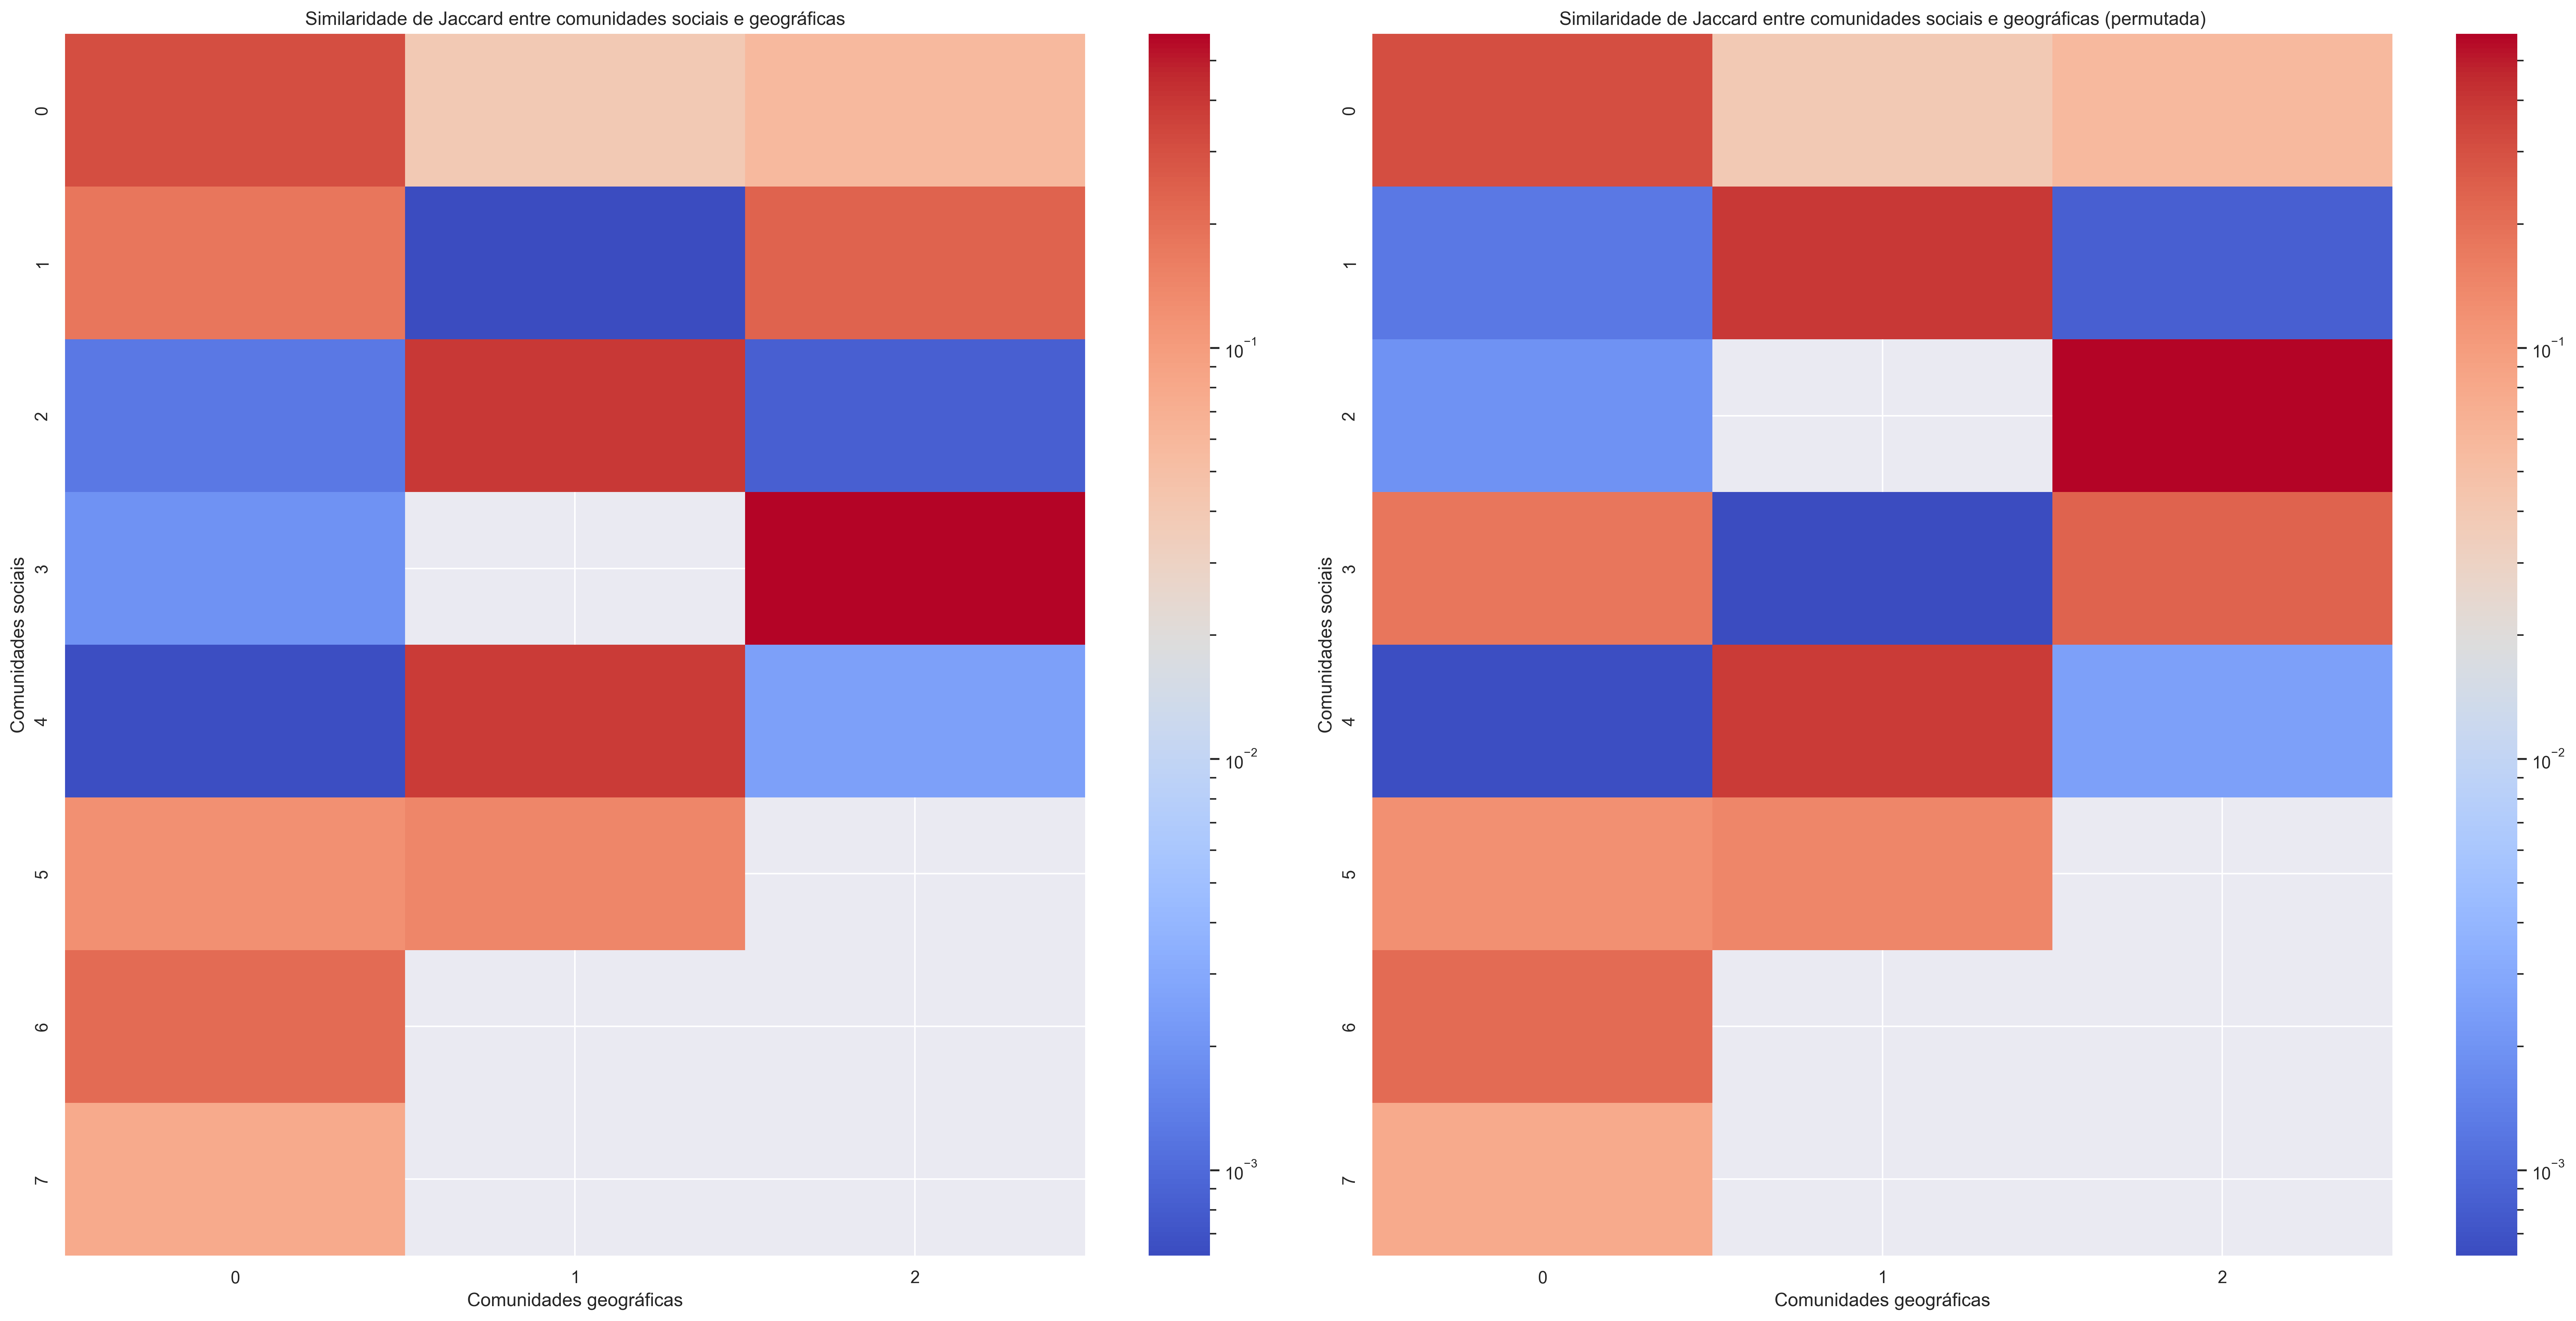 Similaridade de Jaccard entre comunidades sociais e geográficas
Comunidades sociais
0
1
2
3
4
5
6
7
0 1 2
Comunidades geográficas
10⁻¹
10⁻²
10⁻³
Similaridade de Jaccard entre comunidades sociais e geográficas (permutada)
Comunidades sociais
0
1
2
3
4
5
6
7
0 1 2
Comunidades geográficas
10⁻¹
10⁻²
10⁻³